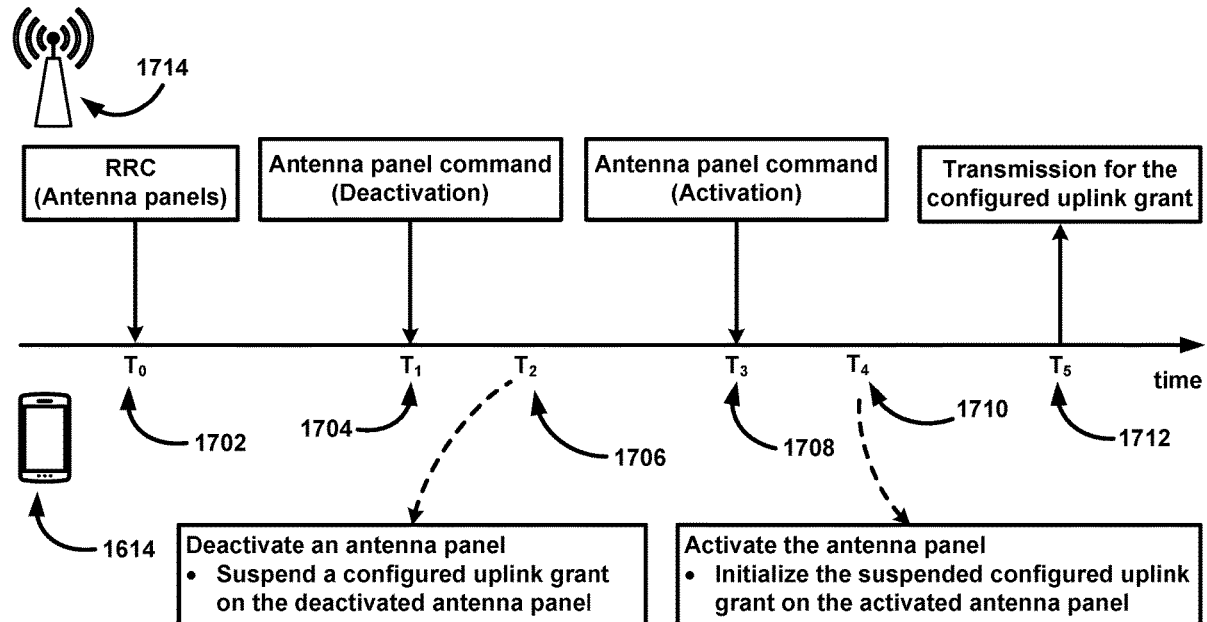 1714
RRC
(Antenna panels)
Antenna panel command
(Deactivation)
Antenna panel command
(Activation)
Transmission for the
configured uplink grant
T₀
T₁
T₂
T₃
T₄
T₅
time
1702
1704
1706
1708
1710
1712
1614
Deactivate an antenna panel
• Suspend a configured uplink grant
on the deactivated antenna panel
Activate the antenna panel
• Initialize the suspended configured uplink
grant on the activated antenna panel